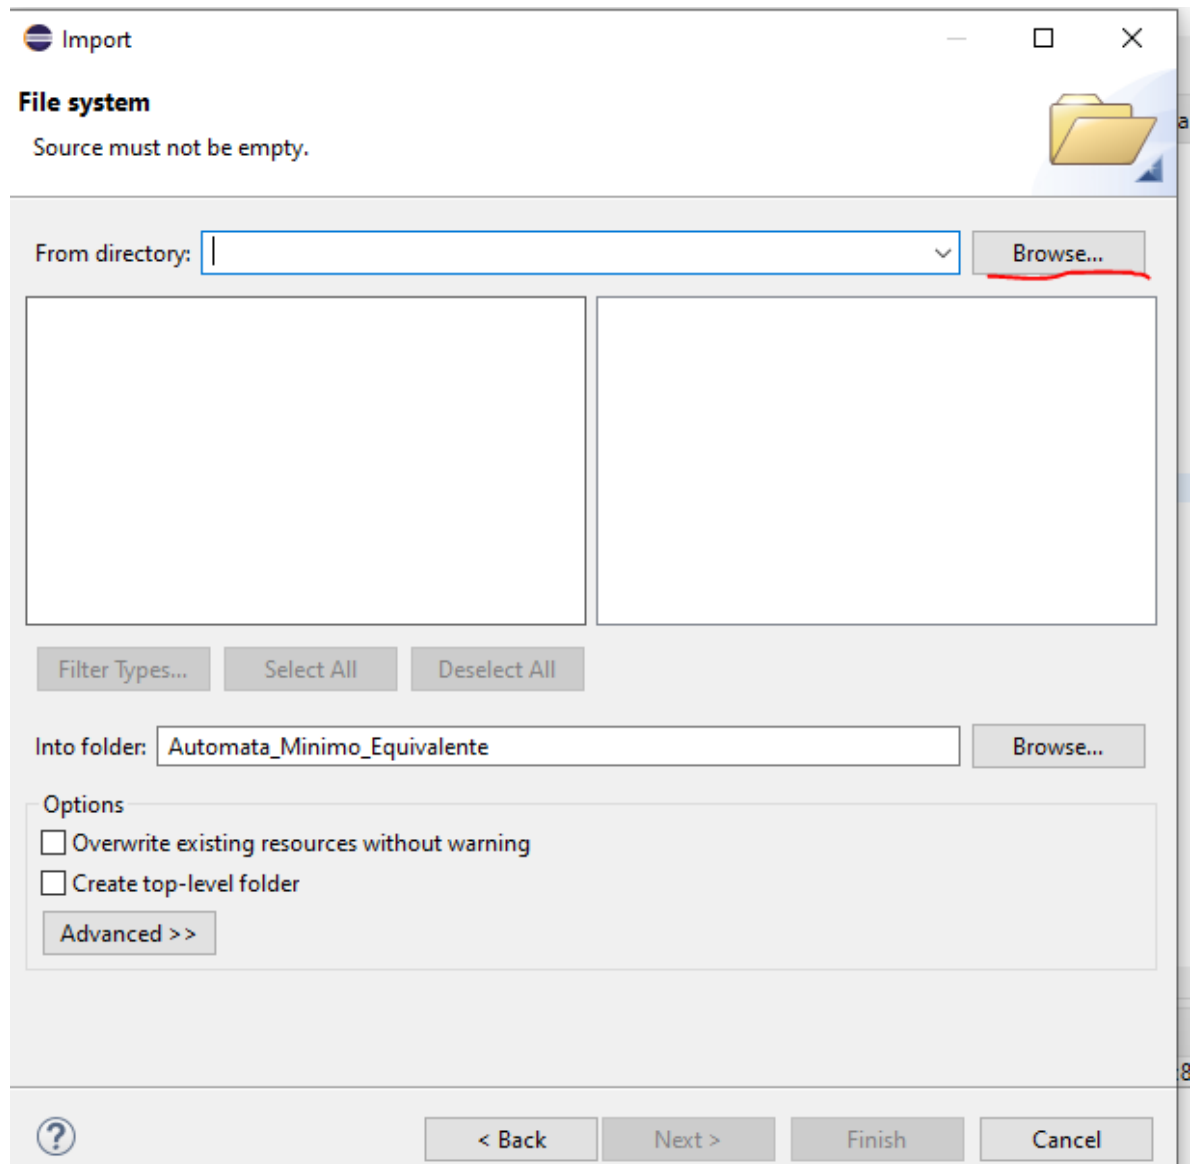 Import
File system
Source must not be empty.
From directory: Browse...
Filter Types... Select All Deselect All
Into folder: Automata_Minimo_Equivalente Browse...
Options
Overwrite existing resources without warning
Create top-level folder
Advanced >>
< Back Next > Finish Cancel